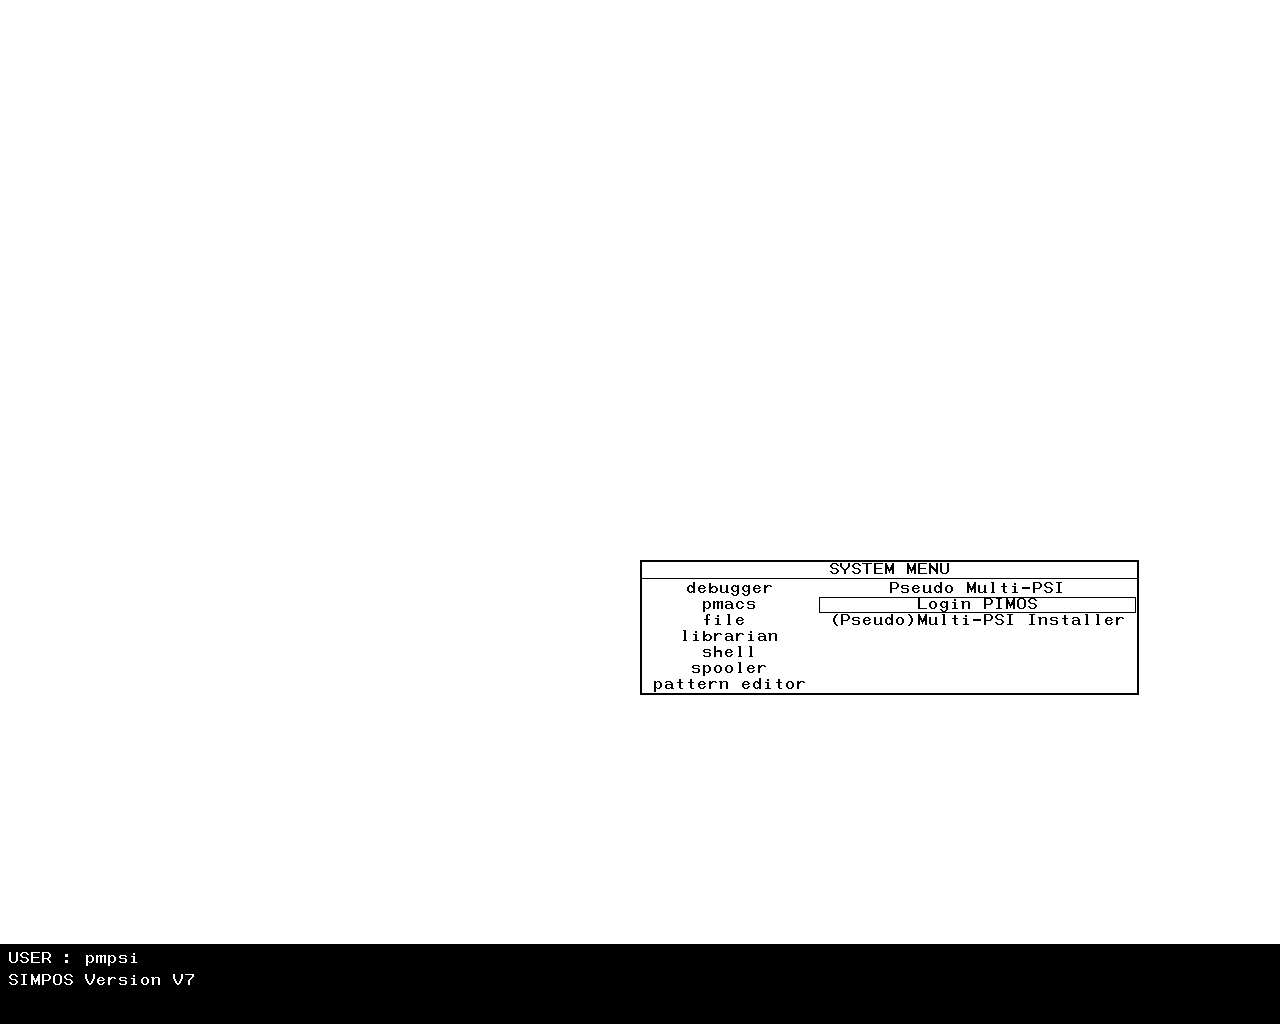 SYSTEM MENU
debugger Pseudo Multi-PSI
pmacs Login PIMOS
file (Pseudo)Multi-PSI Installer
librarian
shell
spooler
pattern editor
USER : pmpsi
SIMPOS Version V7